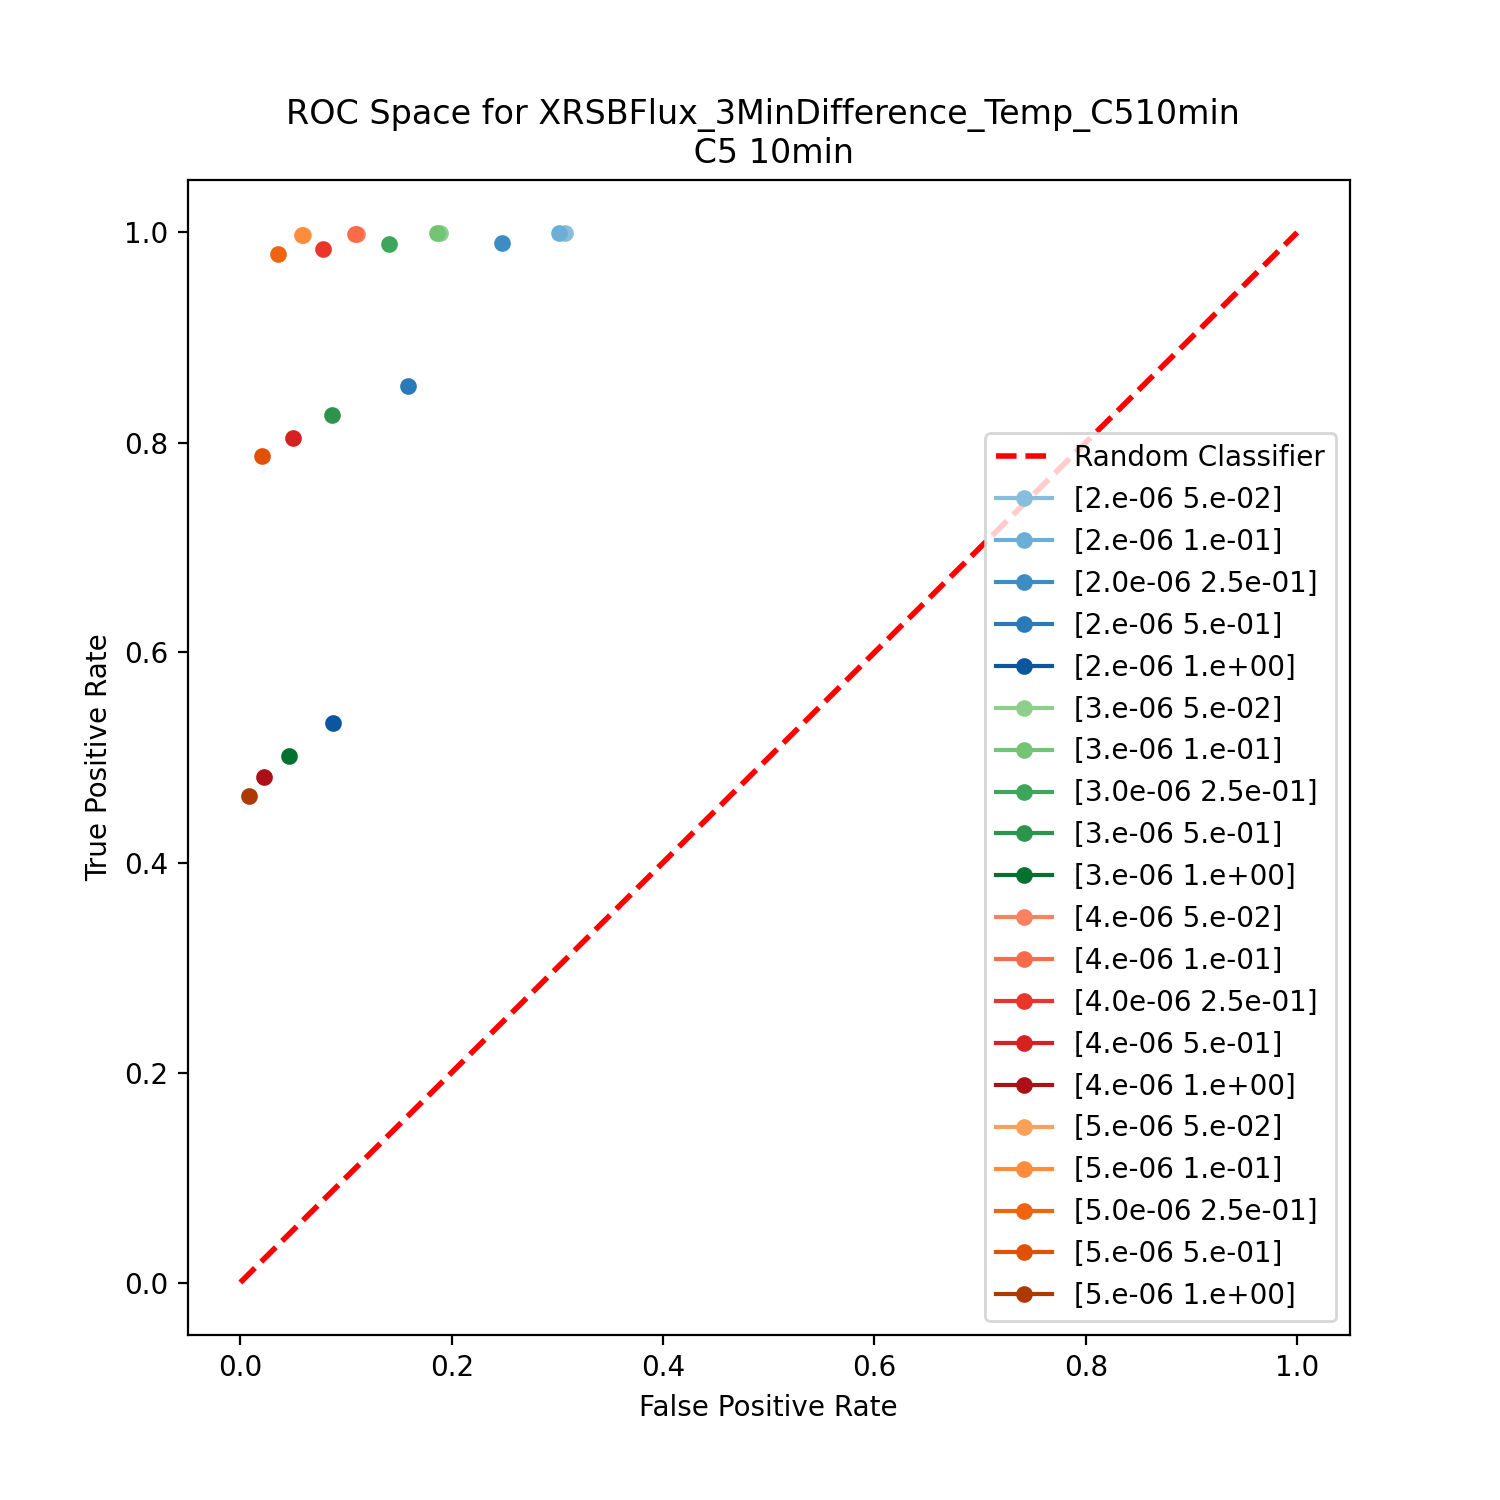 ROC Space for XRSBFlux_3MinDifference_Temp_C510min
C5 10min
1.0
0.8
0.6
0.4
0.2
0.0
True Positive Rate
0.0 0.2 0.4 0.6 0.8 1.0
False Positive Rate
Random Classifier
[2.e-06 5.e-02]
[2.e-06 1.e-01]
[2.0e-06 2.5e-01]
[2.e-06 5.e-01]
[2.e-06 1.e+00]
[3.e-06 5.e-02]
[3.e-06 1.e-01]
[3.0e-06 2.5e-01]
[3.e-06 5.e-01]
[3.e-06 1.e+00]
[4.e-06 5.e-02]
[4.e-06 1.e-01]
[4.0e-06 2.5e-01]
[4.e-06 5.e-01]
[4.e-06 1.e+00]
[5.e-06 5.e-02]
[5.e-06 1.e-01]
[5.0e-06 2.5e-01]
[5.e-06 5.e-01]
[5.e-06 1.e+00]